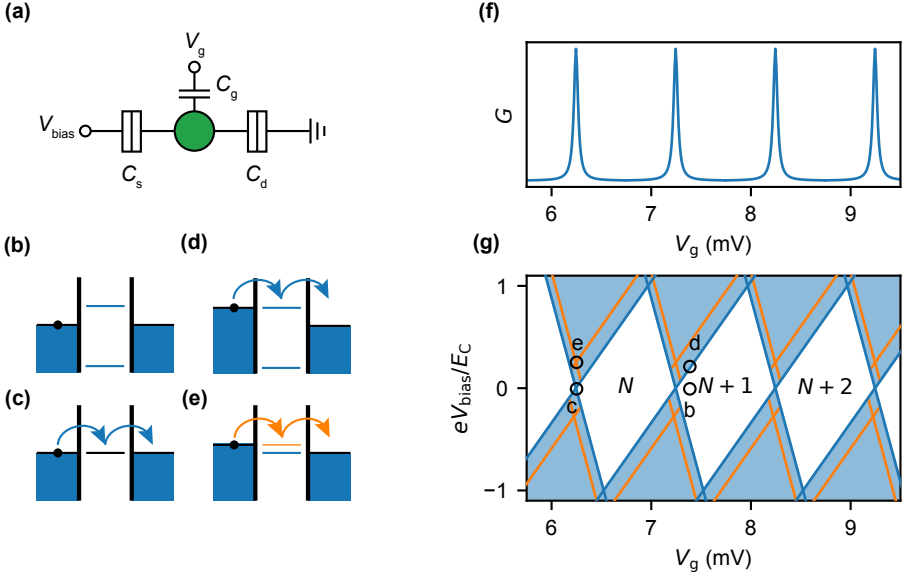 (a)
V_g
C_g
V_bias
C_s
C_d
(b)
(d)
(c)
(e)
(f)
G
6
7
8
9
V_g (mV)
(g)
1
0
−1
eV_bias/E_C
e
d
c
b
N
N + 1
N + 2
6
7
8
9
V_g (mV)